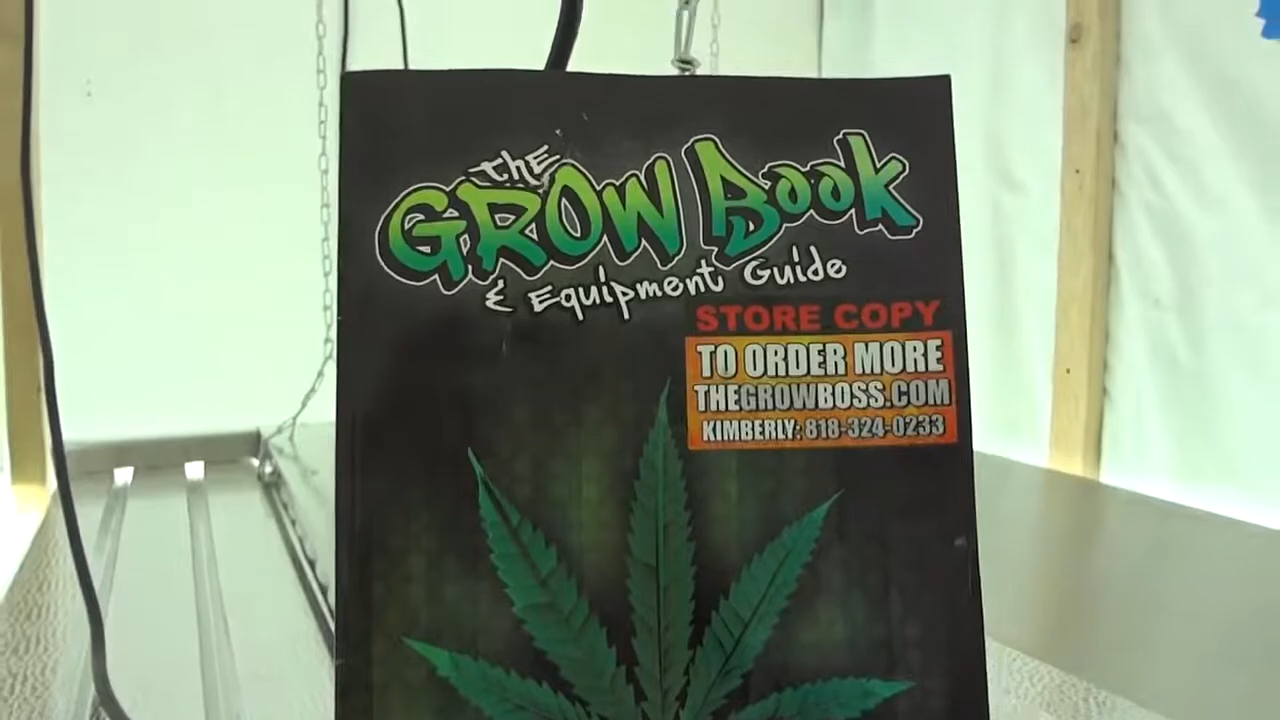 the
GROW Book
& Equipment Guide
STORE COPY
TO ORDER MORE
THEGROWBOSS.COM
KIMBERLY: 818-324-0233